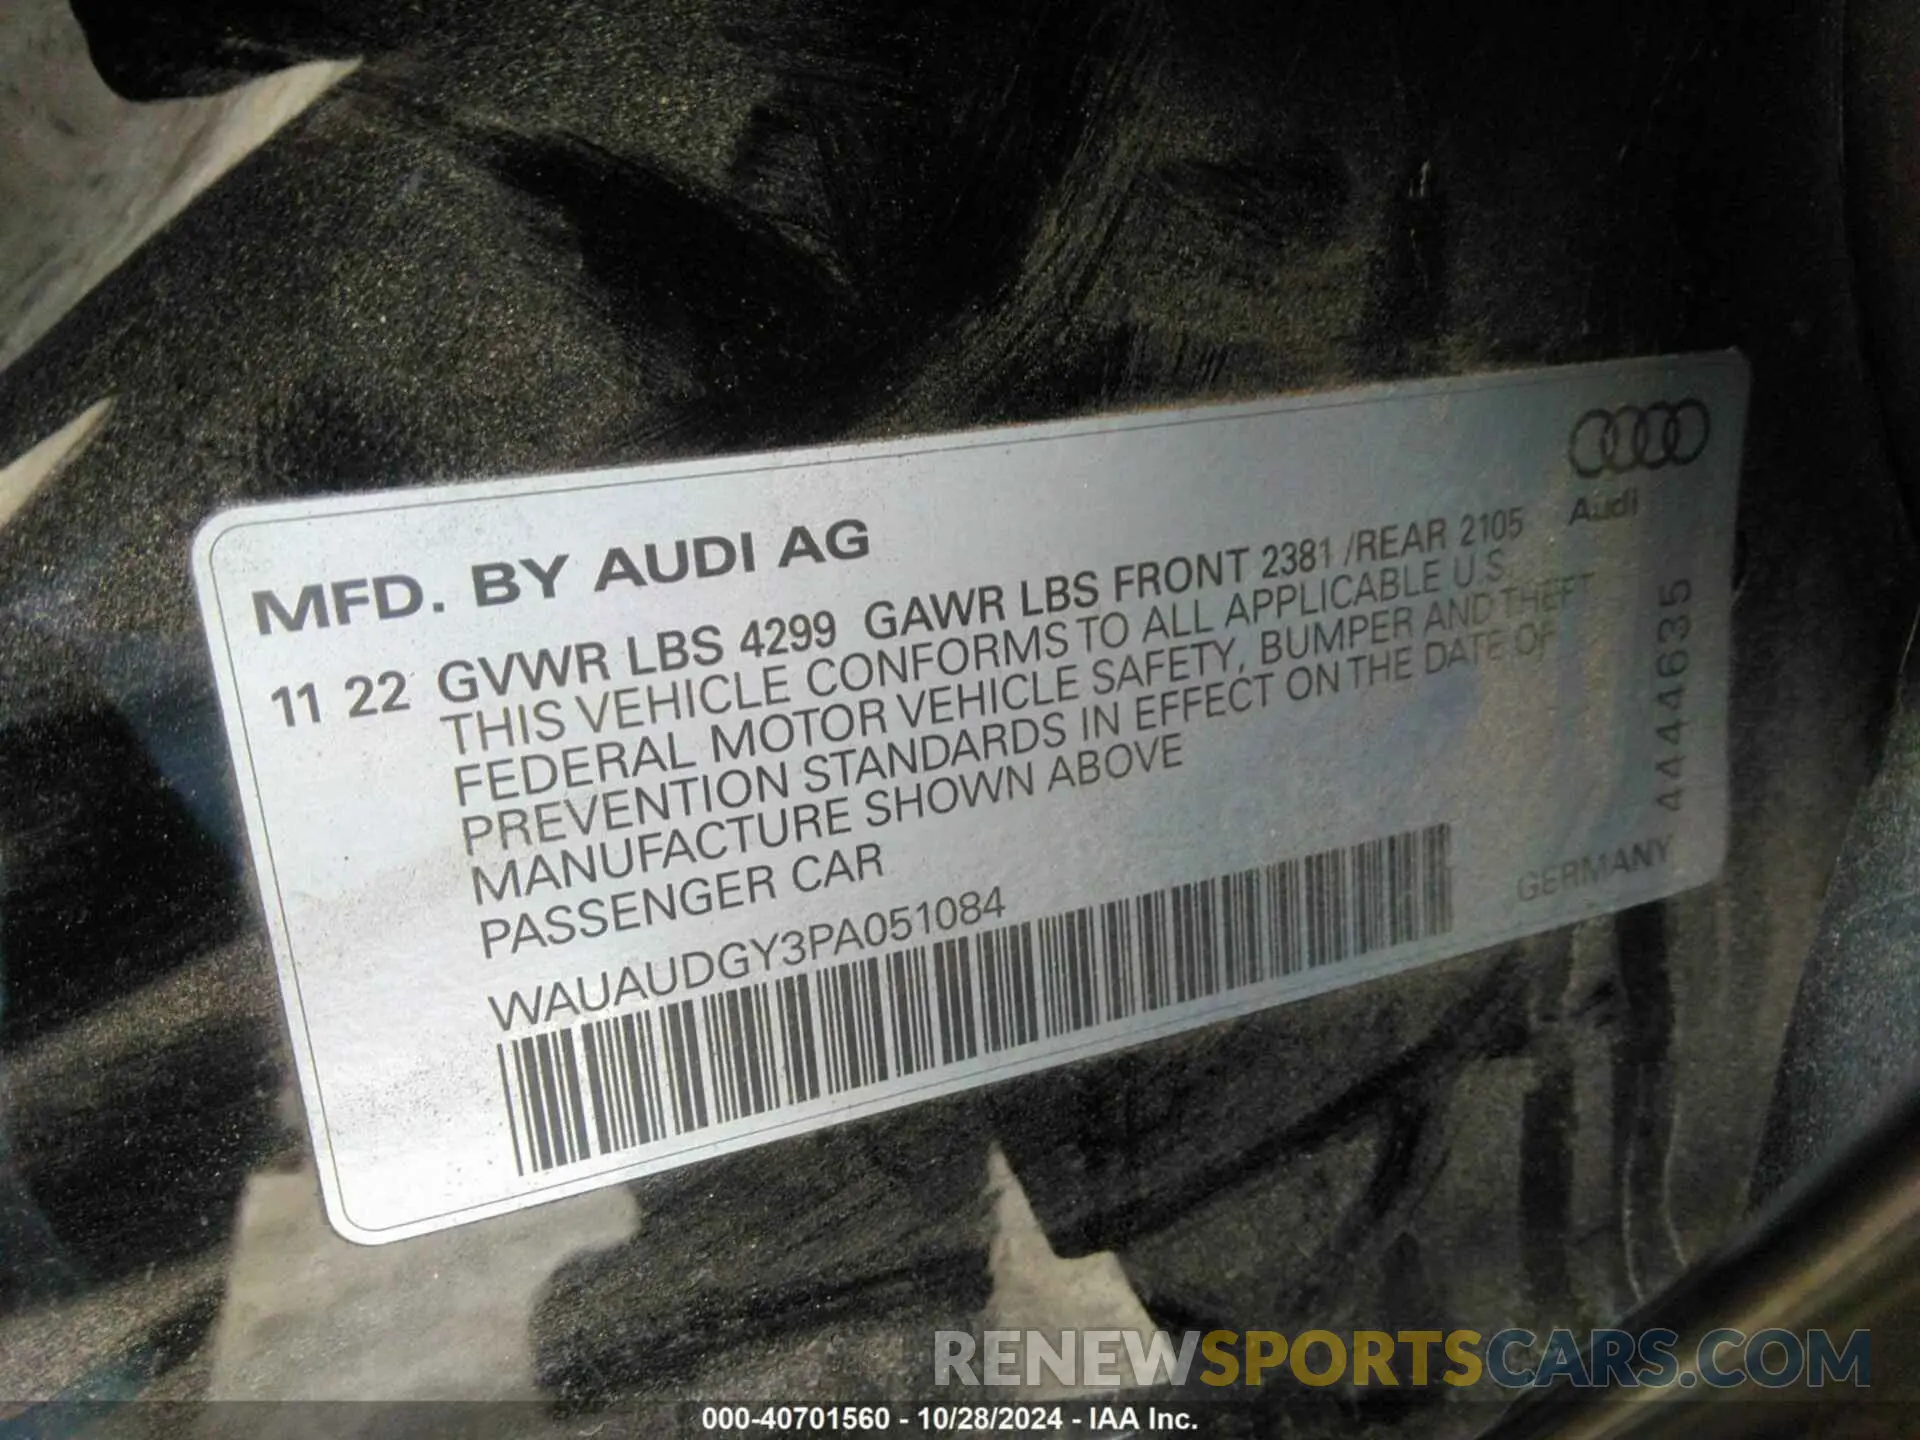 MFD. BY AUDI AG
Audi
11 22 GVWR LBS 4299 GAWR LBS FRONT 2381 /REAR 2105
THIS VEHICLE CONFORMS TO ALL APPLICABLE U.S
FEDERAL MOTOR VEHICLE SAFETY, BUMPER AND THEFT
PREVENTION STANDARDS IN EFFECT ON THE DATE OF
MANUFACTURE SHOWN ABOVE
PASSENGER CAR
WAUAUDGY3PA051084
GERMANY
4444635
RENEWSPORTSCARS.COM
000-40701560 - 10/28/2024 - IAA Inc.